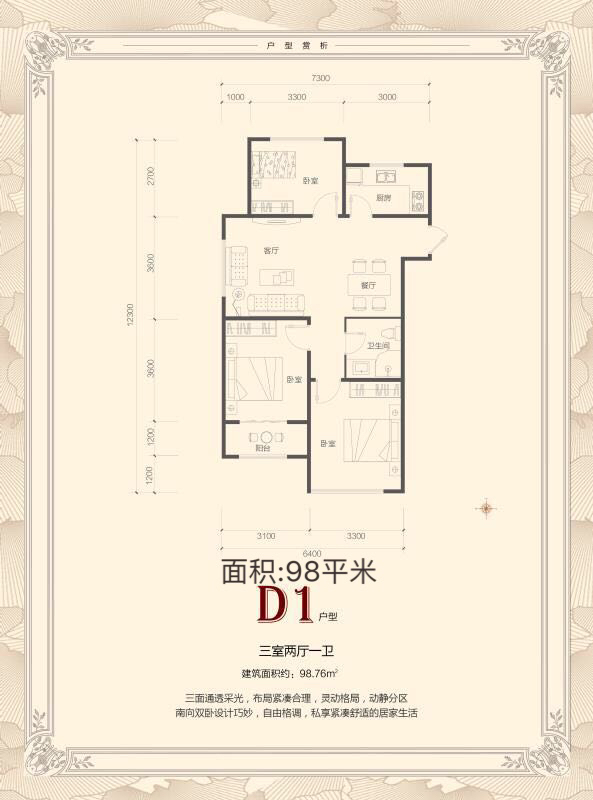 户型赏析
7300
1000 3300 3000
2700
3600
12300
3600
1200
1200
卧室
厨房
客厅
餐厅
卫生间
卧室
卧室
阳台
3100 3300
6400
面积:98平米
D1户型
三室两厅一卫
建筑面积约：98.76m²
三面通透采光，布局紧凑合理，灵动格局，动静分区
南向双卧设计巧妙，自由格调，私享紧凑舒适的居家生活